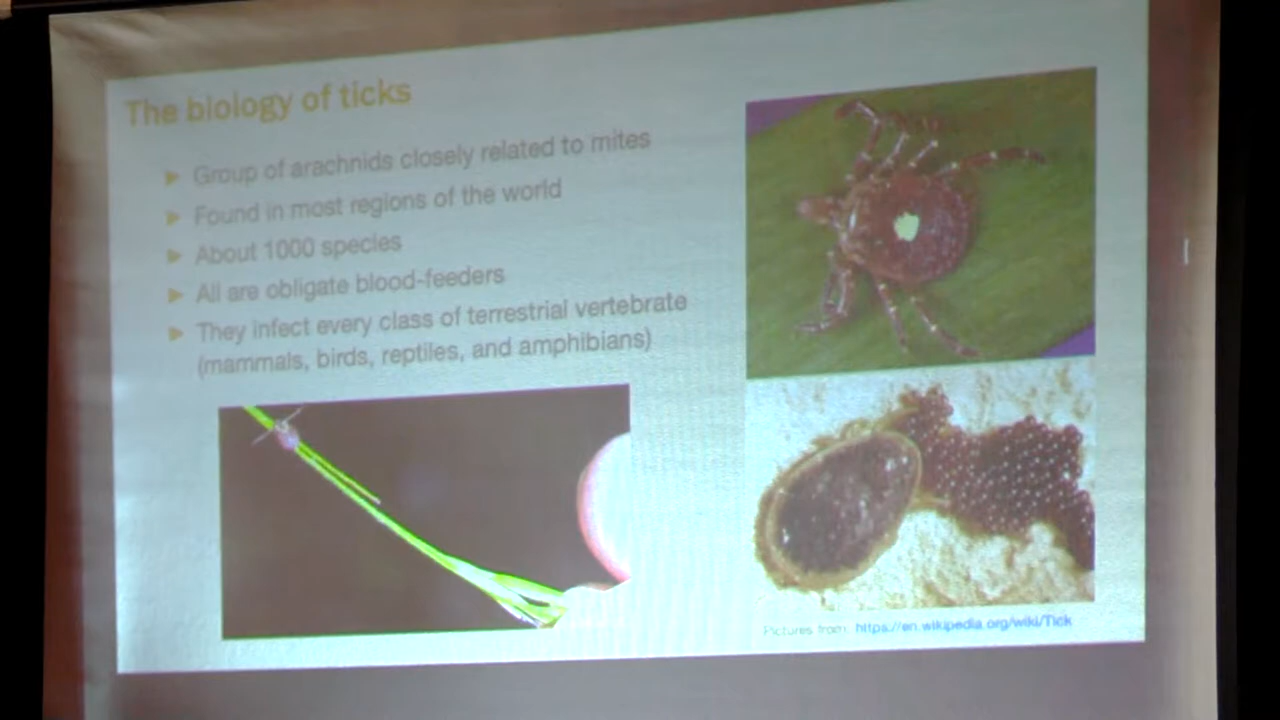 The biology of ticks
Group of arachnids closely related to mites
Found in most regions of the world
About 1000 species
All are obligate blood-feeders
They infect every class of terrestrial vertebrate
(mammals, birds, reptiles, and amphibians)
Pictures from: https://en.wikipedia.org/wiki/Tick